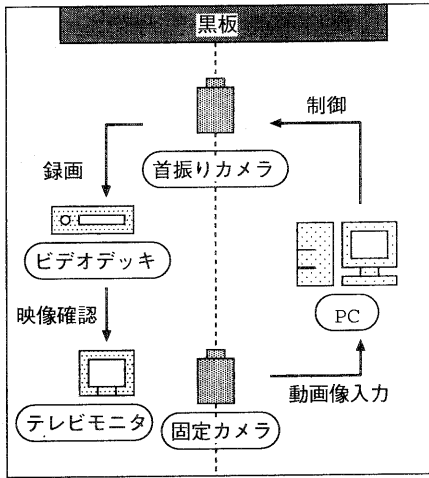 黒板
制御
録画
首振りカメラ
ビデオデッキ
PC
映像確認
動画像入力
テレビモニタ
固定カメラ